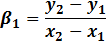 β₁ = (y₂ − y₁) / (x₂ − x₁)